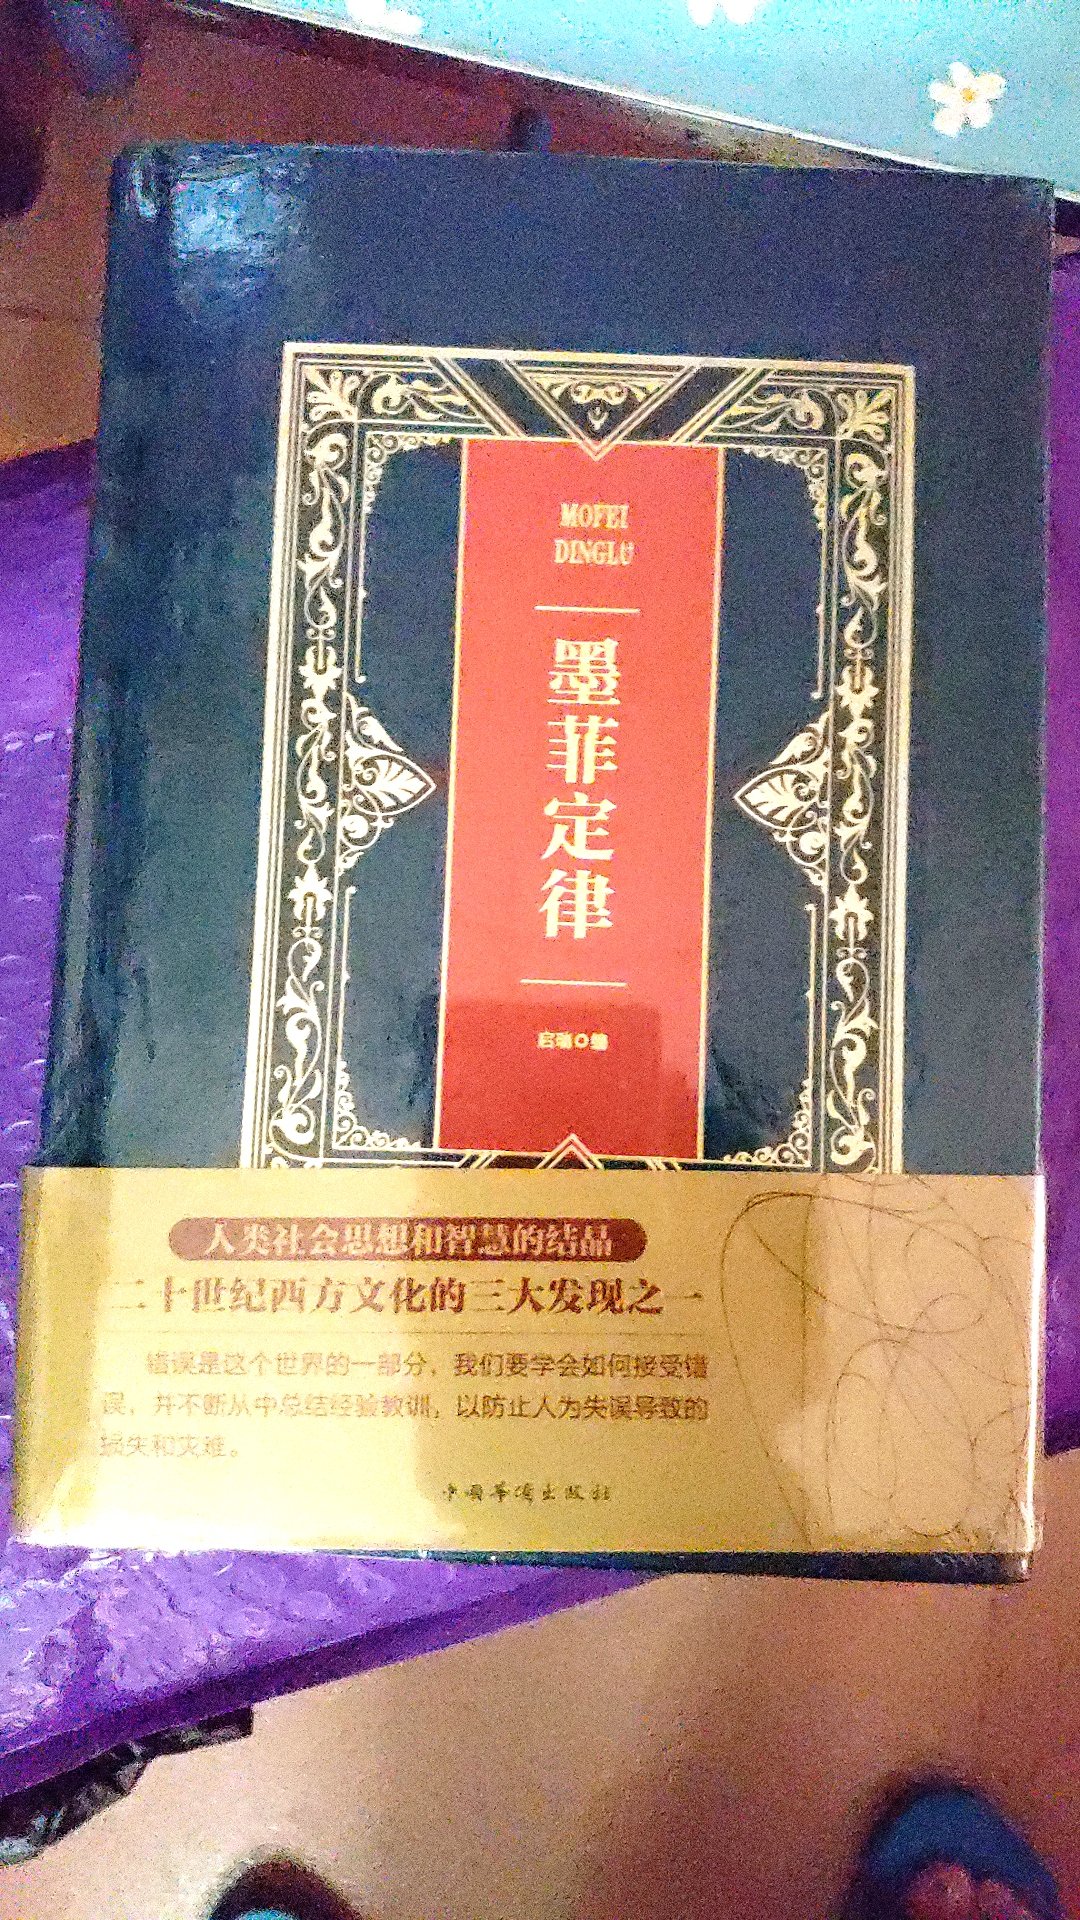 MOFEI
DINGLÜ
墨菲定律
人类社会思想和智慧的结晶
二十世纪西方文化的三大发现之一
错误是这个世界的一部分，我们要学会如何接受错
误，并不断从中总结经验教训，以防止人为失误导致的
损失和灾难。
中国华侨出版社